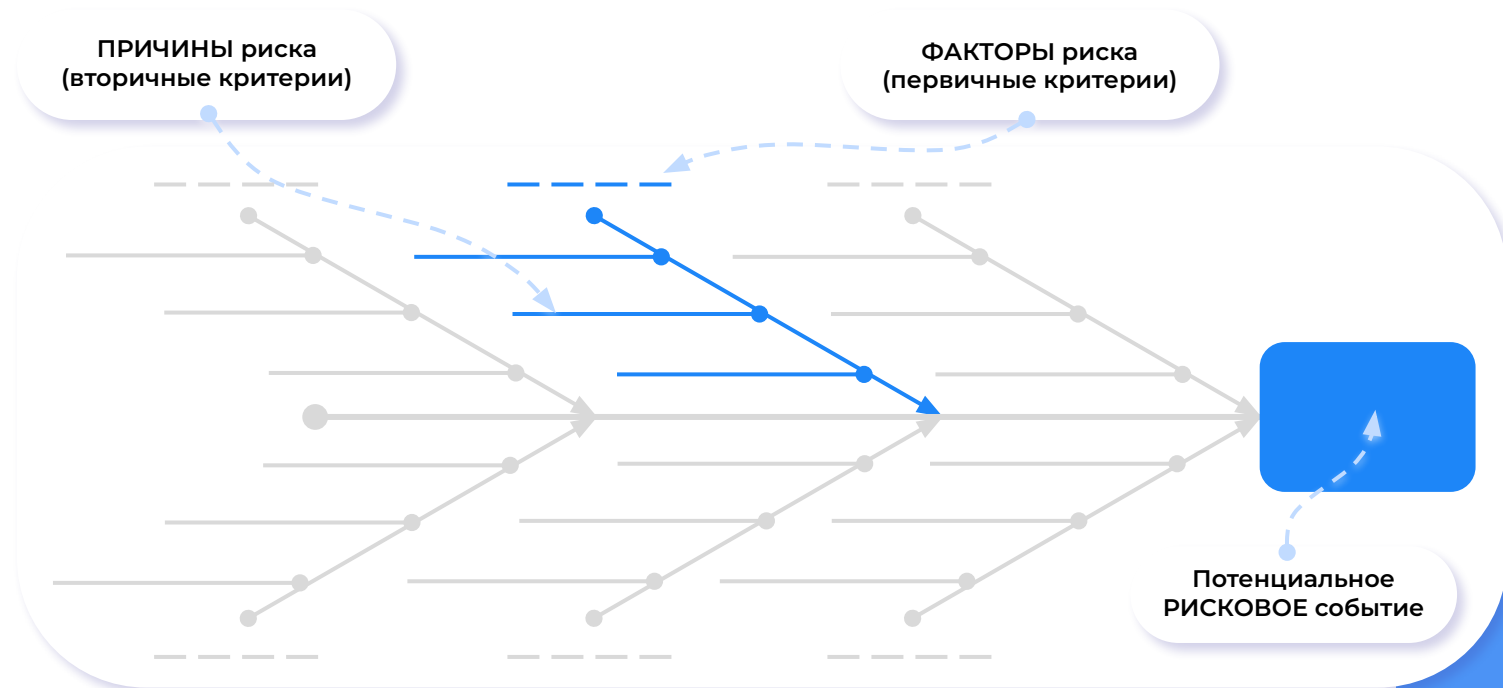 ПРИЧИНЫ риска
(вторичные критерии)
ФАКТОРЫ риска
(первичные критерии)
Потенциальное
РИСКОВОЕ событие